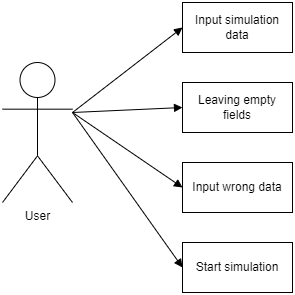 Input simulation
data
Leaving empty
fields
Input wrong data
User
Start simulation